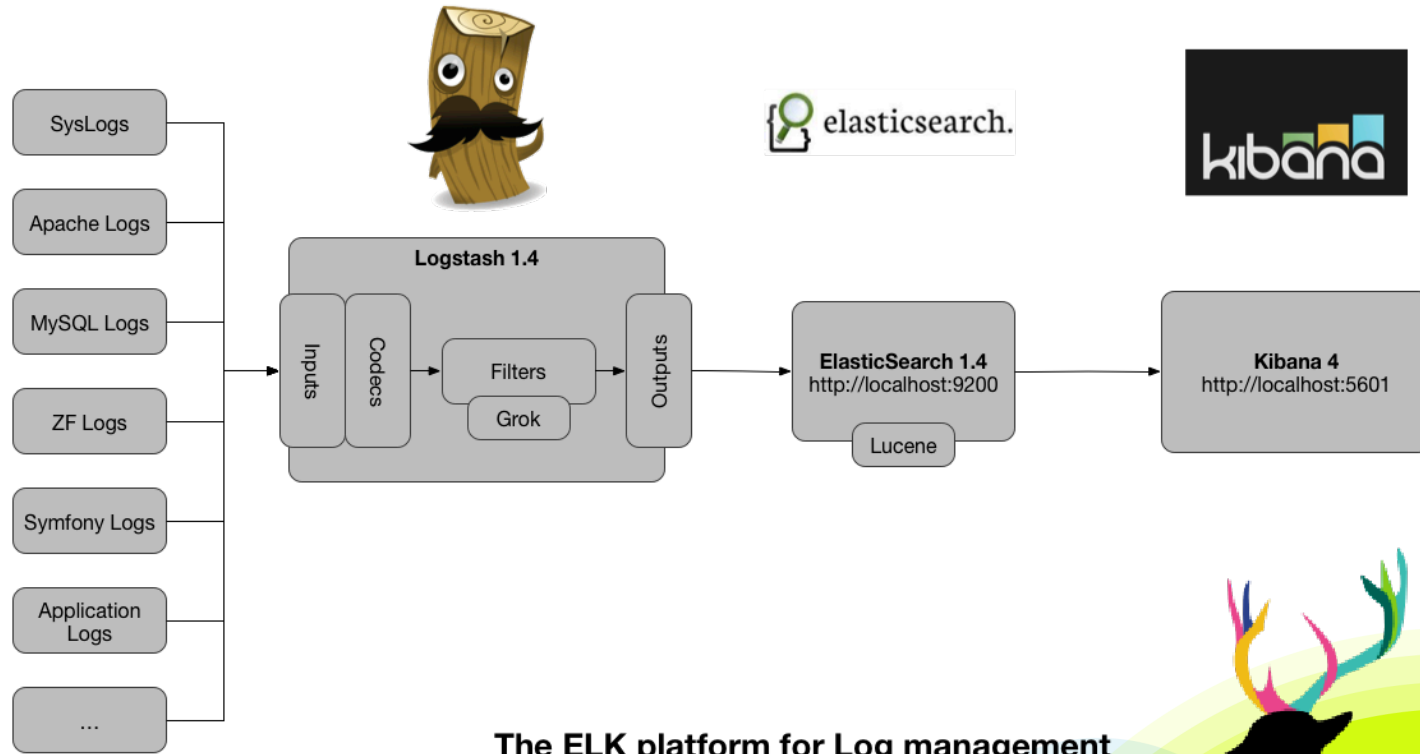 elasticsearch.
kibana
SysLogs
Apache Logs
MySQL Logs
ZF Logs
Symfony Logs
Application
Logs
...
Logstash 1.4
Inputs
Codecs
Filters
Grok
Outputs
ElasticSearch 1.4
http://localhost:9200
Lucene
Kibana 4
http://localhost:5601
The ELK platform for Log management